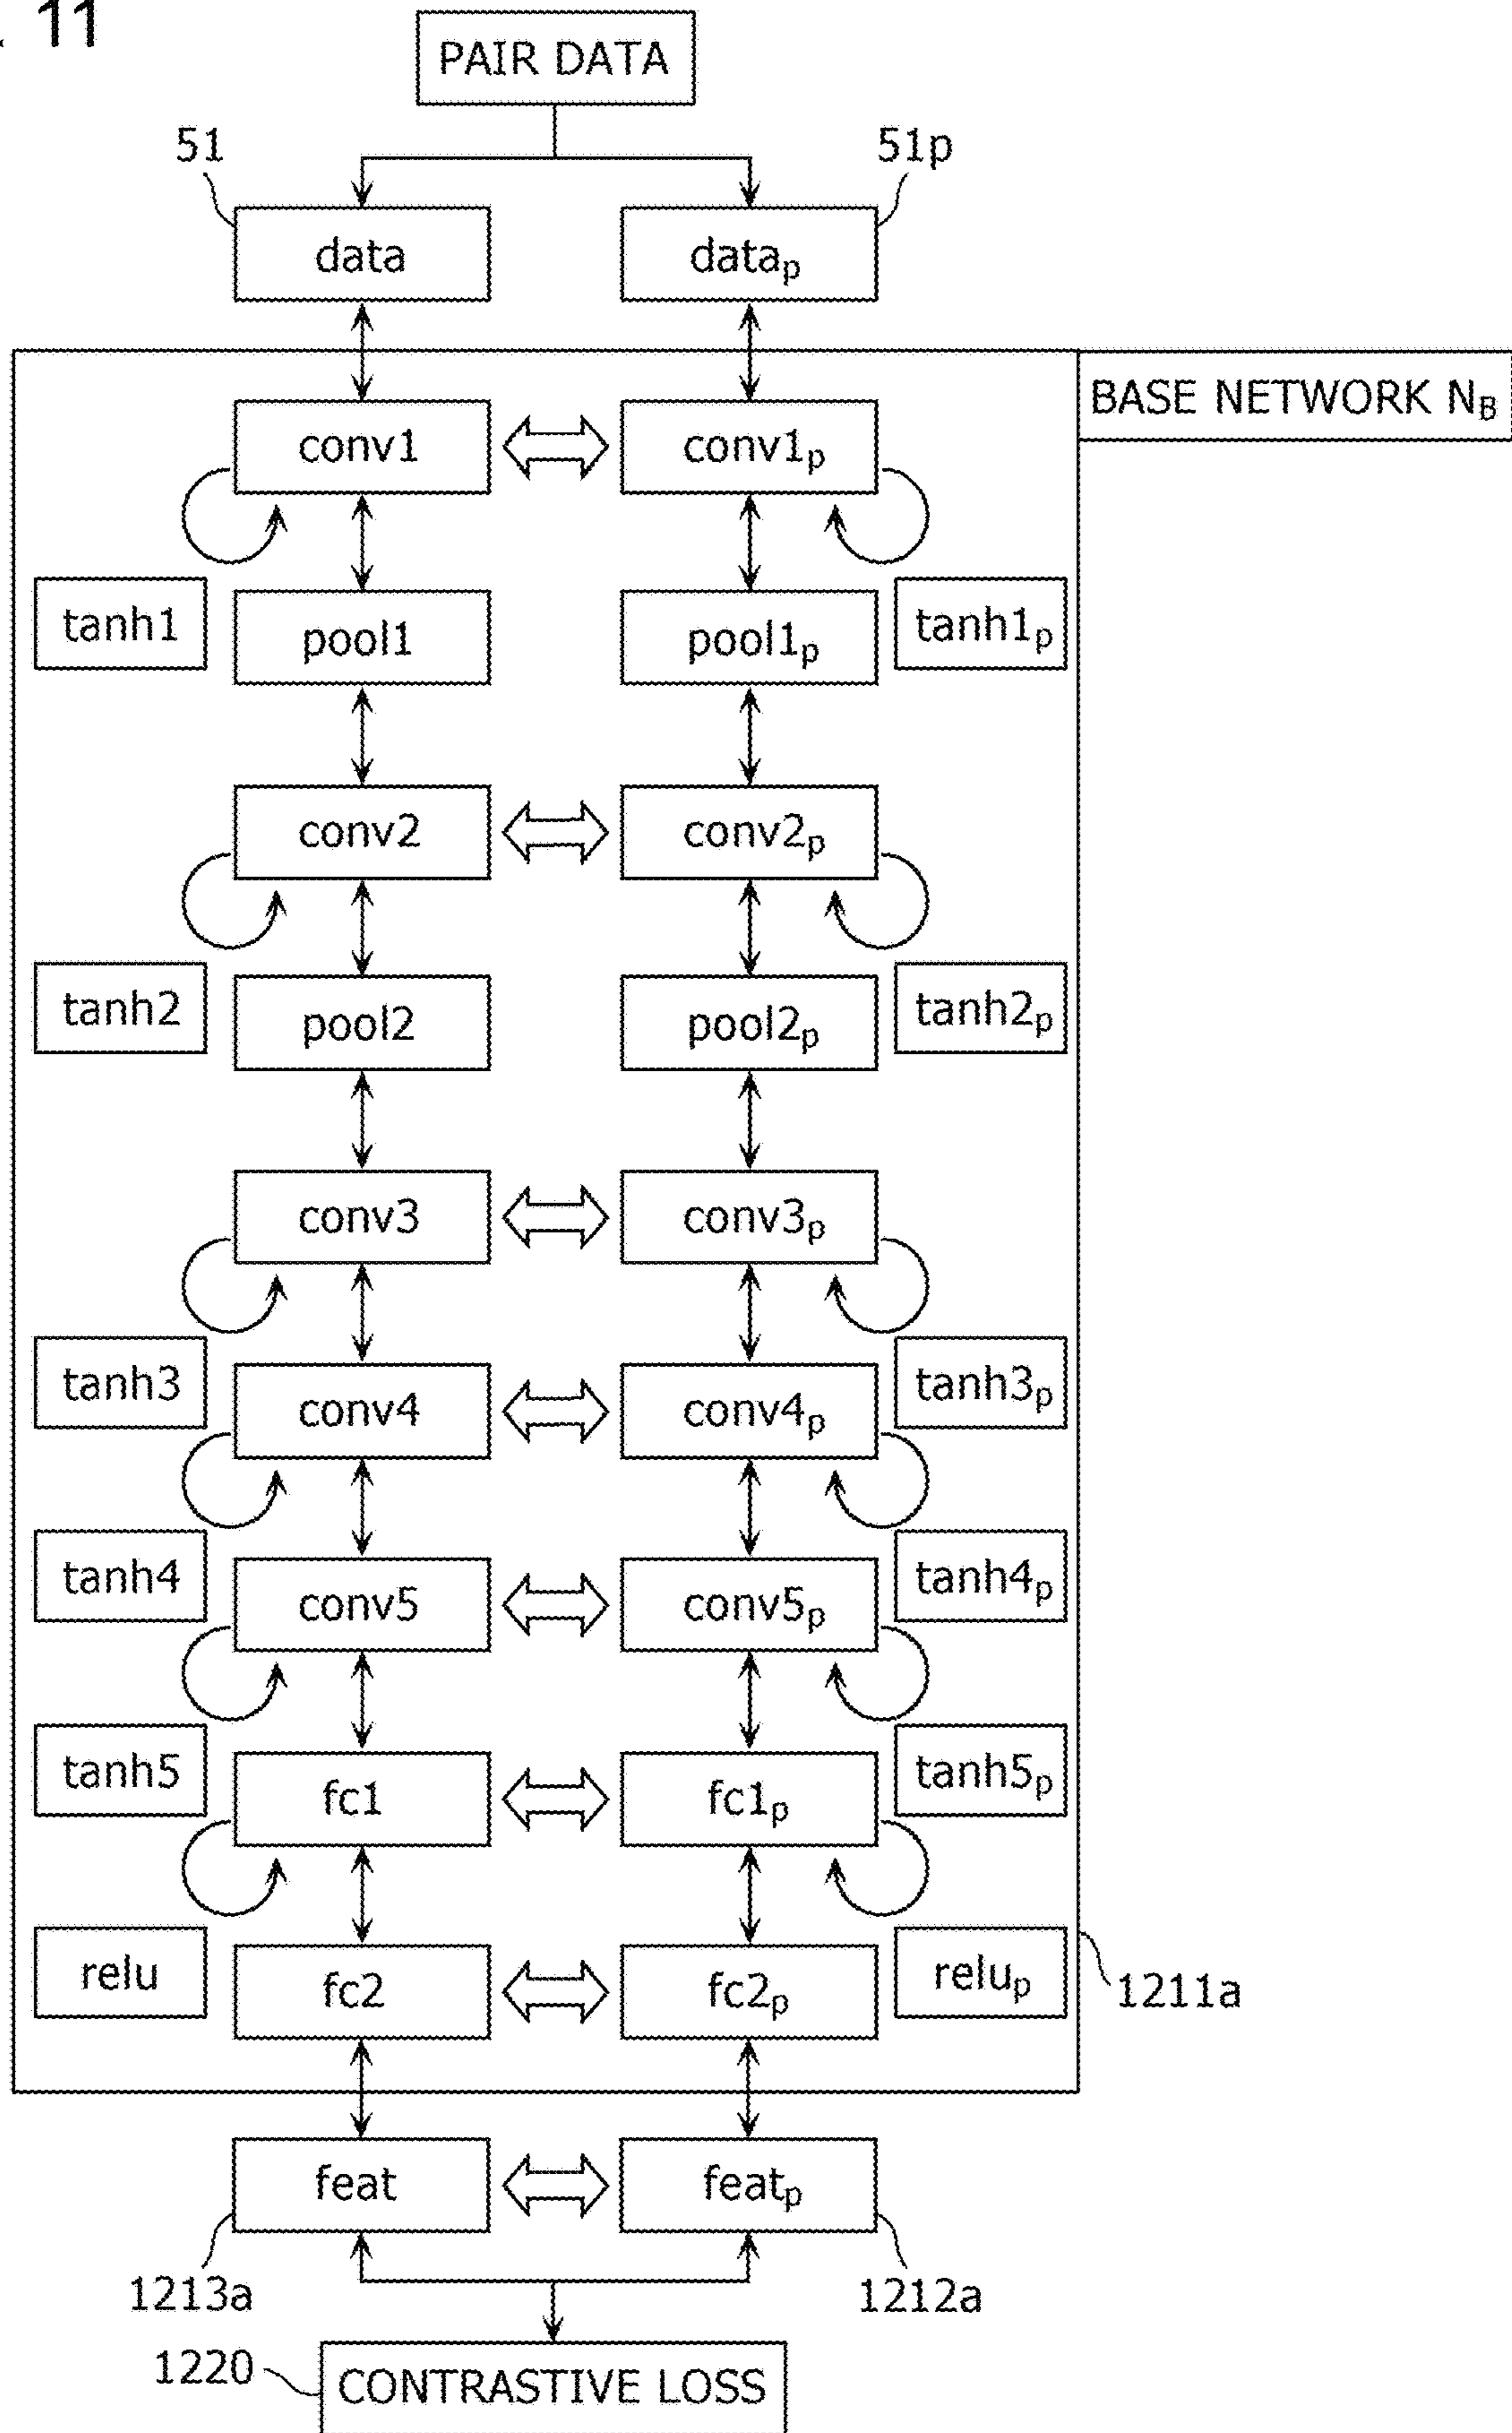 11
PAIR DATA
51
51p
data
datap
BASE NETWORK NB
conv1
conv1p
tanh1
pool1
pool1p
tanh1p
conv2
conv2p
tanh2
pool2
pool2p
tanh2p
conv3
conv3p
tanh3
conv4
conv4p
tanh3p
tanh4
conv5
conv5p
tanh4p
tanh5
fc1
fc1p
tanh5p
relu
fc2
fc2p
relup
1211a
feat
featp
1213a
1212a
1220
CONTRASTIVE LOSS